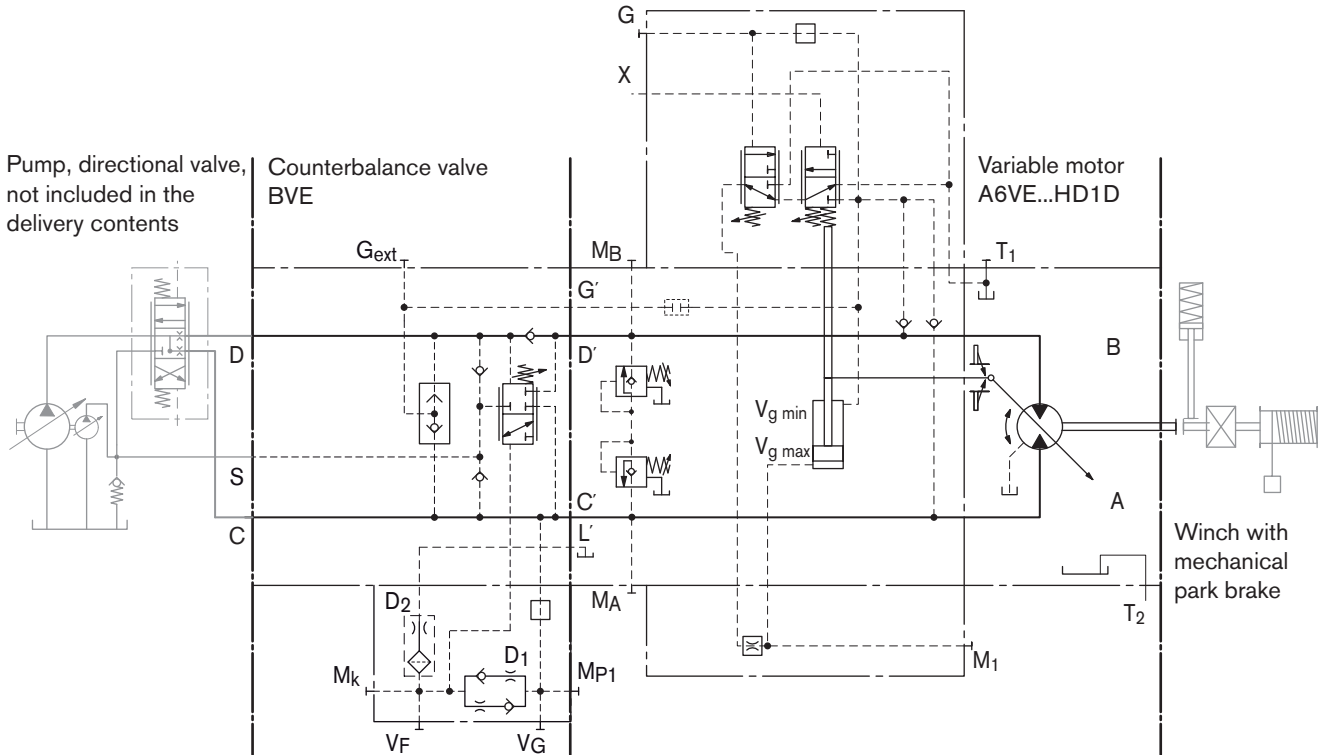 G
X
Pump, directional valve,
not included in the
delivery contents
Counterbalance valve
BVE
Variable motor
A6VE...HD1D
Gext
MB
T1
G′
D
D′
B
Vg min
Vg max
S
C′
A
C
L′
Winch with
mechanical
park brake
D2
MA
T2
D1
M1
Mk
MP1
VF
VG